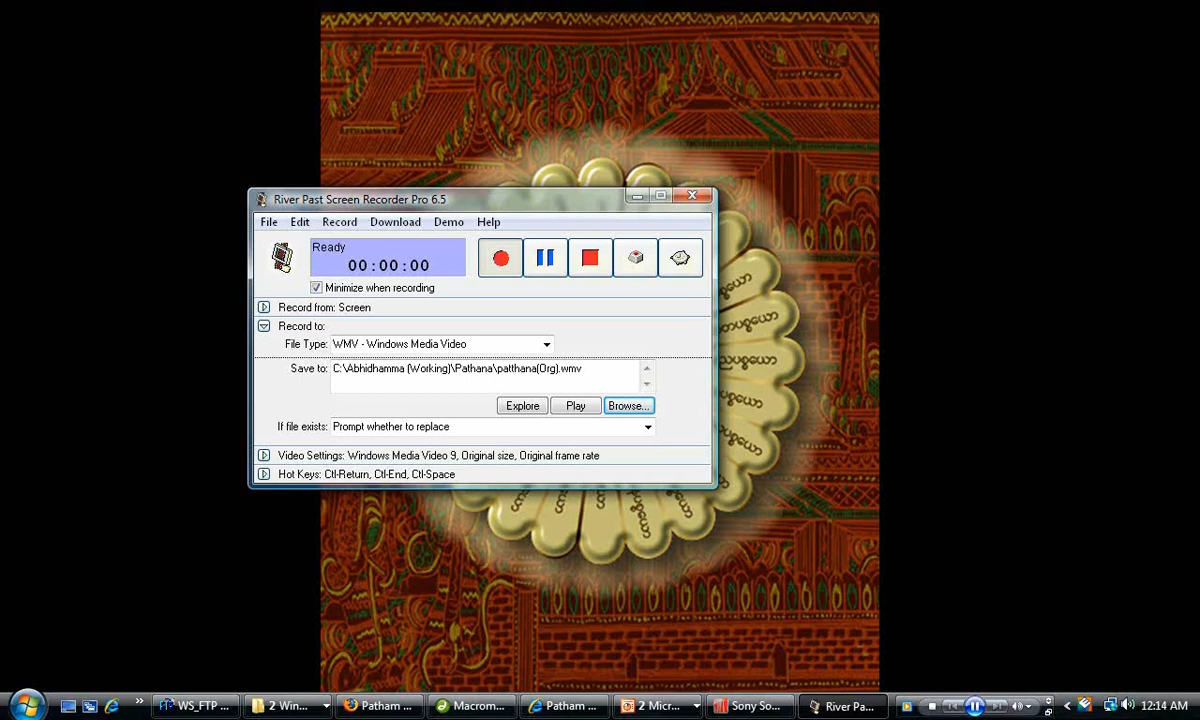 River Past Screen Recorder Pro 6.5
File Edit Record Download Demo Help
Ready
00:00:00
Minimize when recording
Record from: Screen
Record to:
File Type: WMV - Windows Media Video
Save to: C:\Abhidhamma (Working)\Pathana\patthana(Org).wmv
Explore Play Browse...
If file exists: Prompt whether to replace
Video Settings: Windows Media Video 9, Original size, Original frame rate
Hot Keys: Ctl-Return, Ctl-End, Ctl-Space
WS_FTP ... 2 Win... Patham ... Macrom... Patham ... 2 Micr... Sony So... River Pa... 12:14 AM